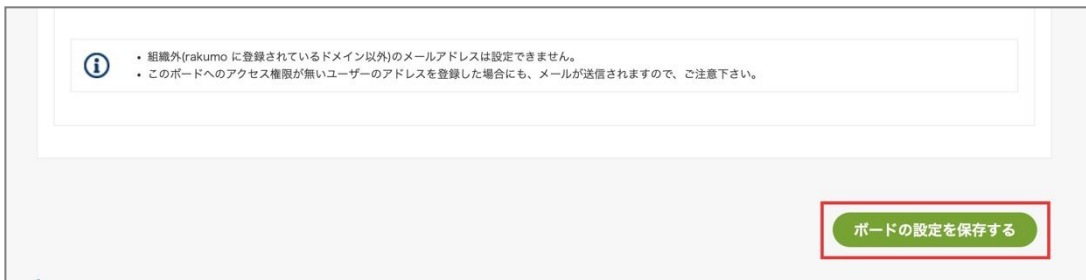 • 組織外(rakumo に登録されているドメイン以外)のメールアドレスは設定できません。
• このボードへのアクセス権限が無いユーザーのアドレスを登録した場合にも、メールが送信されますので、ご注意下さい。
ボードの設定を保存する